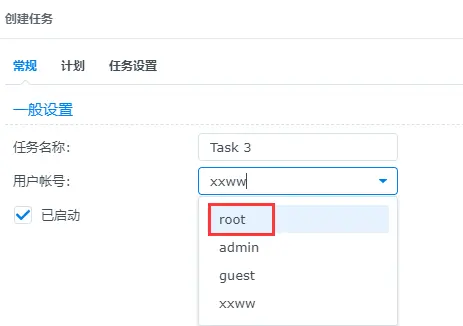 创建任务
常规 计划 任务设置
一般设置
任务名称: Task 3
用户帐号: xxww
已启动
root
admin
guest
xxww